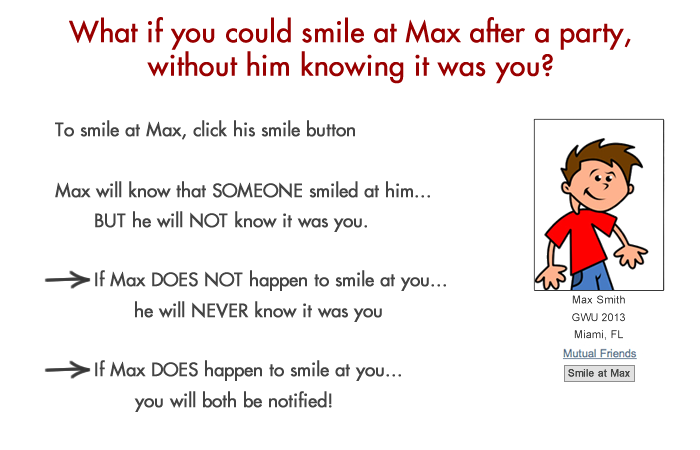 What if you could smile at Max after a party,
without him knowing it was you?
To smile at Max, click his smile button
Max will know that SOMEONE smiled at him...
BUT he will NOT know it was you.
If Max DOES NOT happen to smile at you...
he will NEVER know it was you
If Max DOES happen to smile at you...
you will both be notified!
Max Smith
GWU 2013
Miami, FL
Mutual Friends
Smile at Max